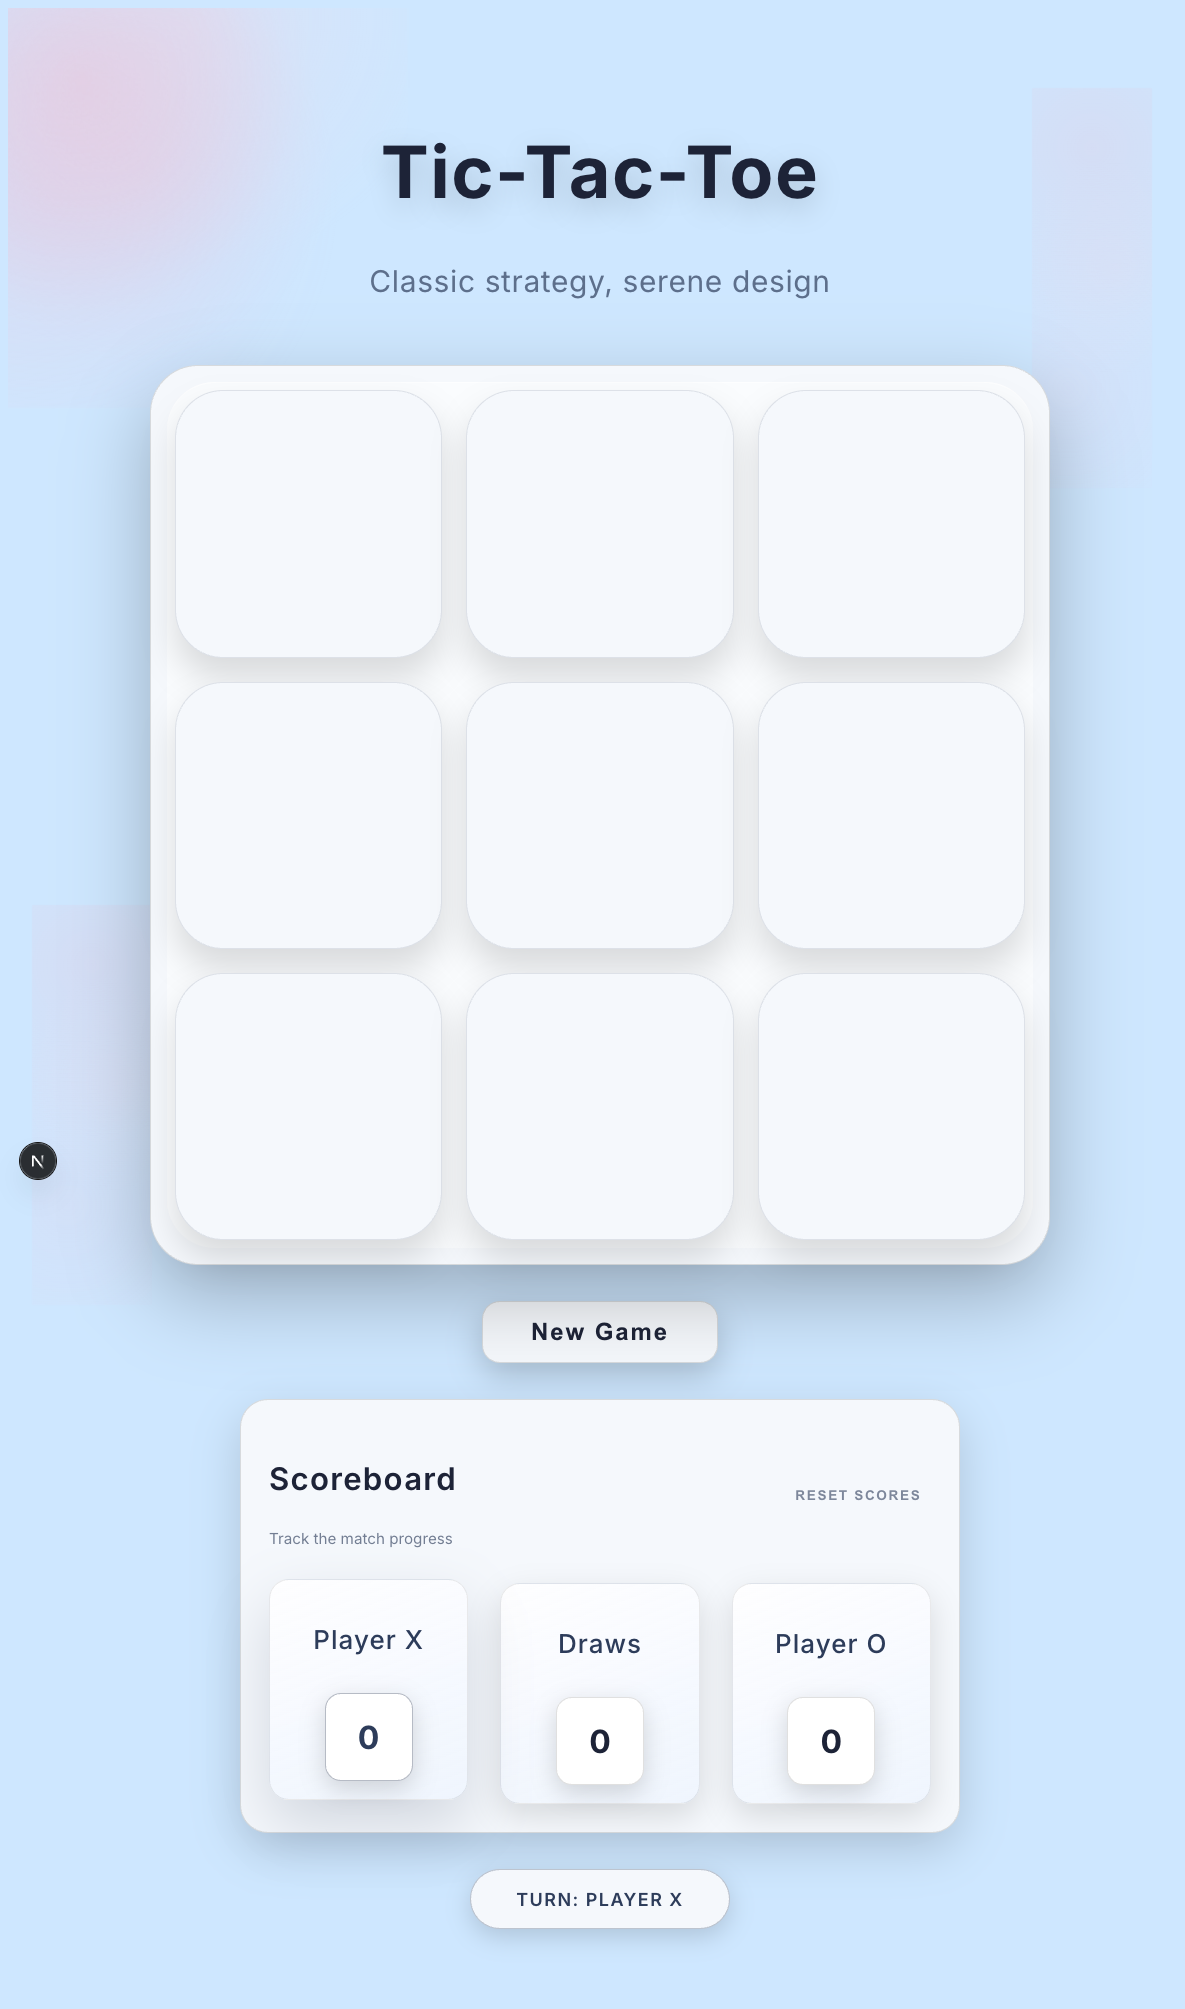 Tic-Tac-Toe
Classic strategy, serene design
N
New Game
Scoreboard
RESET SCORES
Track the match progress
Player X
Draws
Player O
0
0
0
TURN: PLAYER X